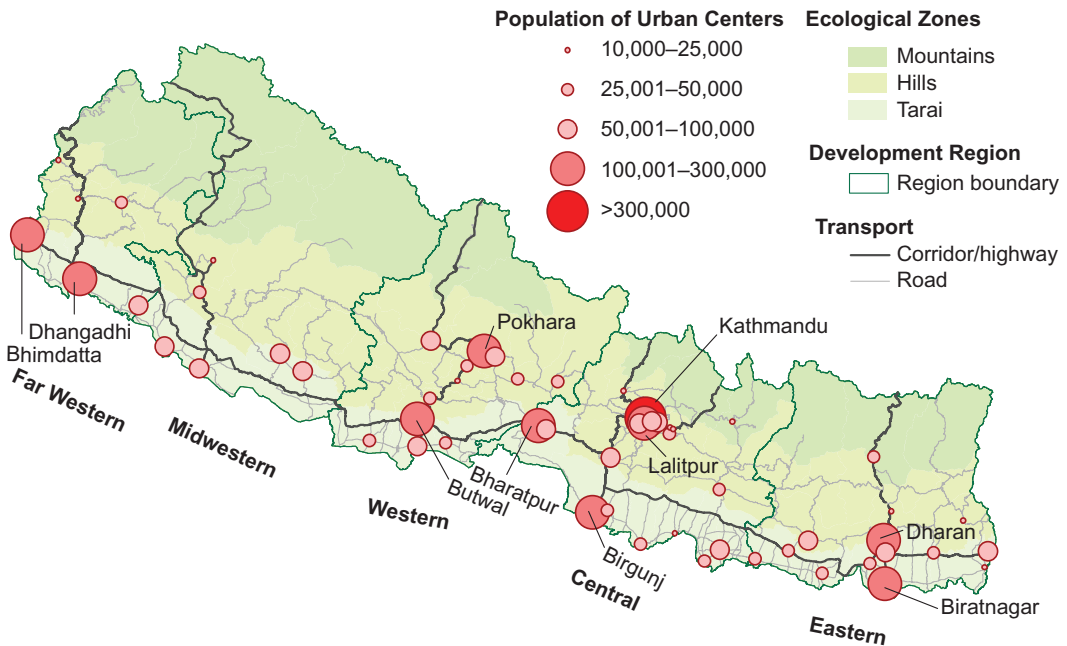 Population of Urban Centers
10,000–25,000
25,001–50,000
50,001–100,000
100,001–300,000
>300,000
Ecological Zones
Mountains
Hills
Tarai
Development Region
Region boundary
Transport
Corridor/highway
Road
Pokhara
Kathmandu
Dhangadhi
Bhimdatta
Far Western
Midwestern
Lalitpur
Bharatpur
Butwal
Western
Dharan
Birgunj
Central
Biratnagar
Eastern